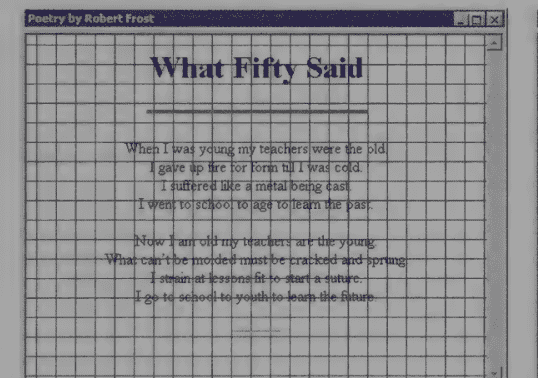 Poetry by Robert Frost
What Fifty Said
When I was young my teachers were the old.
I gave up fire for form till I was cold.
I suffered like a metal being cast.
I went to school to age to learn the past.
Now I am old my teachers are the young.
What can't be molded must be cracked and sprung.
I strain at lessons fit to start a suture.
I go to school to youth to learn the future.